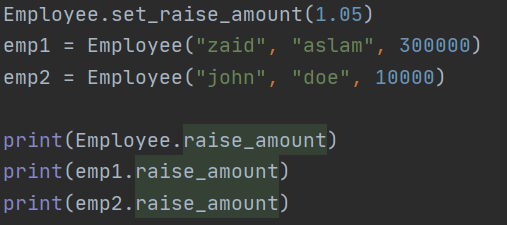 Employee.set_raise_amount(1.05)
emp1 = Employee("zaid", "aslam", 300000)
emp2 = Employee("john", "doe", 10000)
print(Employee.raise_amount)
print(emp1.raise_amount)
print(emp2.raise_amount)